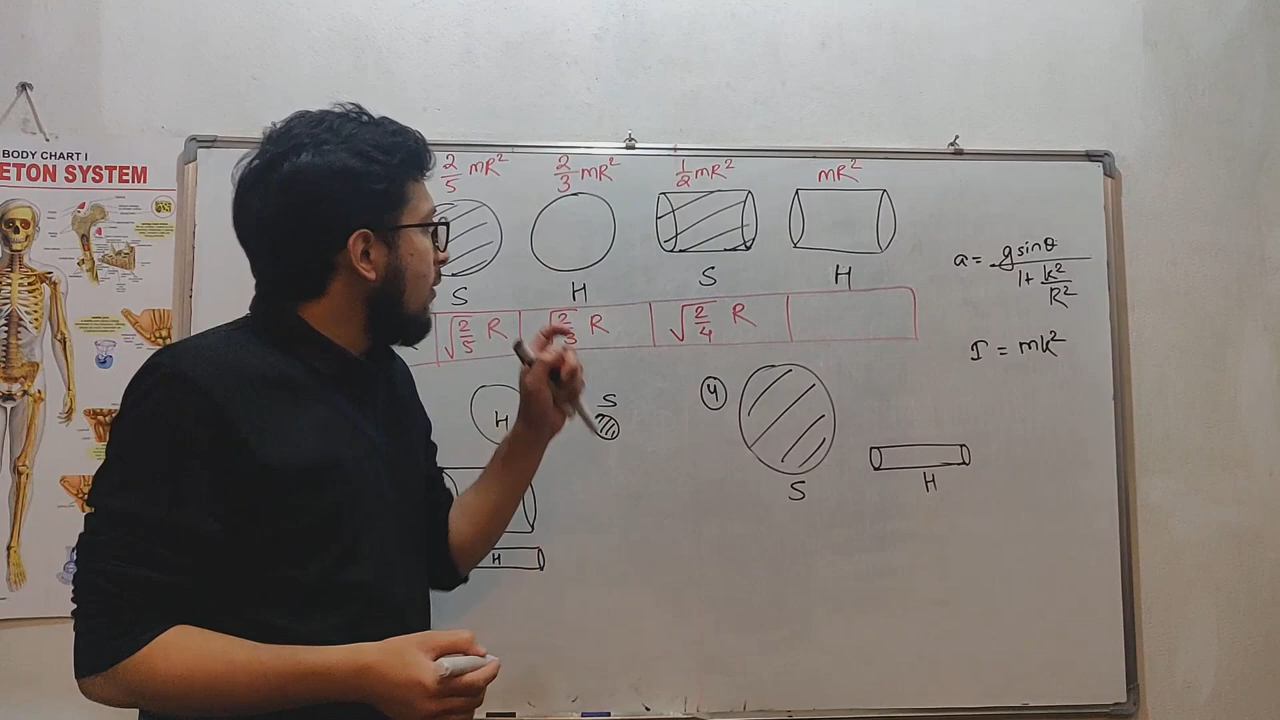 BODY CHART I
ETON SYSTEM
2/5 mR²
2/3 mR²
1/2 mR²
mR²
S
H
S
H
√2/5 R
√2/3 R
√2/4 R
a = g sinθ / 1 + k²/R²
I = mk²
H
S
4
S
H
H